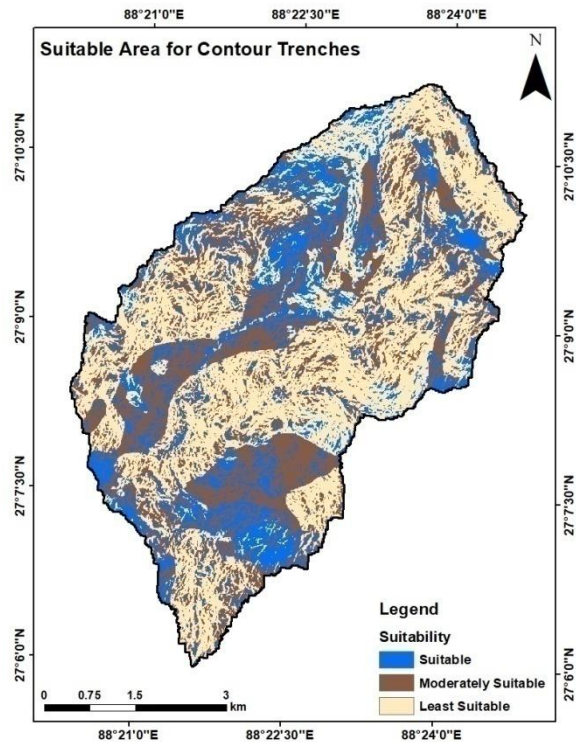 88°21'0"E 88°22'30"E 88°24'0"E
Suitable Area for Contour Trenches
N
27°10'30"N
27°10'30"N
27°9'0"N
27°9'0"N
27°7'30"N
27°7'30"N
27°6'0"N
27°6'0"N
Legend
Suitability
Suitable
Moderately Suitable
Least Suitable
0 0.75 1.5 3
km
88°21'0"E 88°22'30"E 88°24'0"E